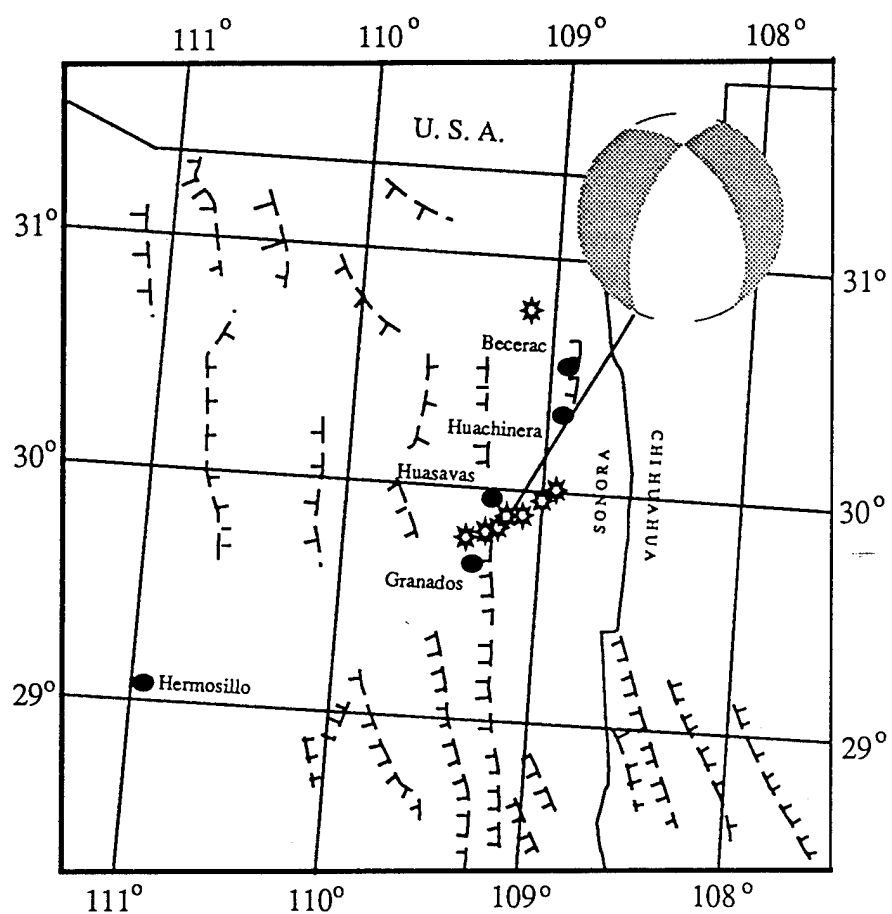 111° 110° 109° 108°
U. S. A.
31°
31°
Becerac
Huachinera
30°
Huasavas
SONORA
CHIHUAHUA
30°
Granados
Hermosillo
29°
29°
111° 110° 109° 108°